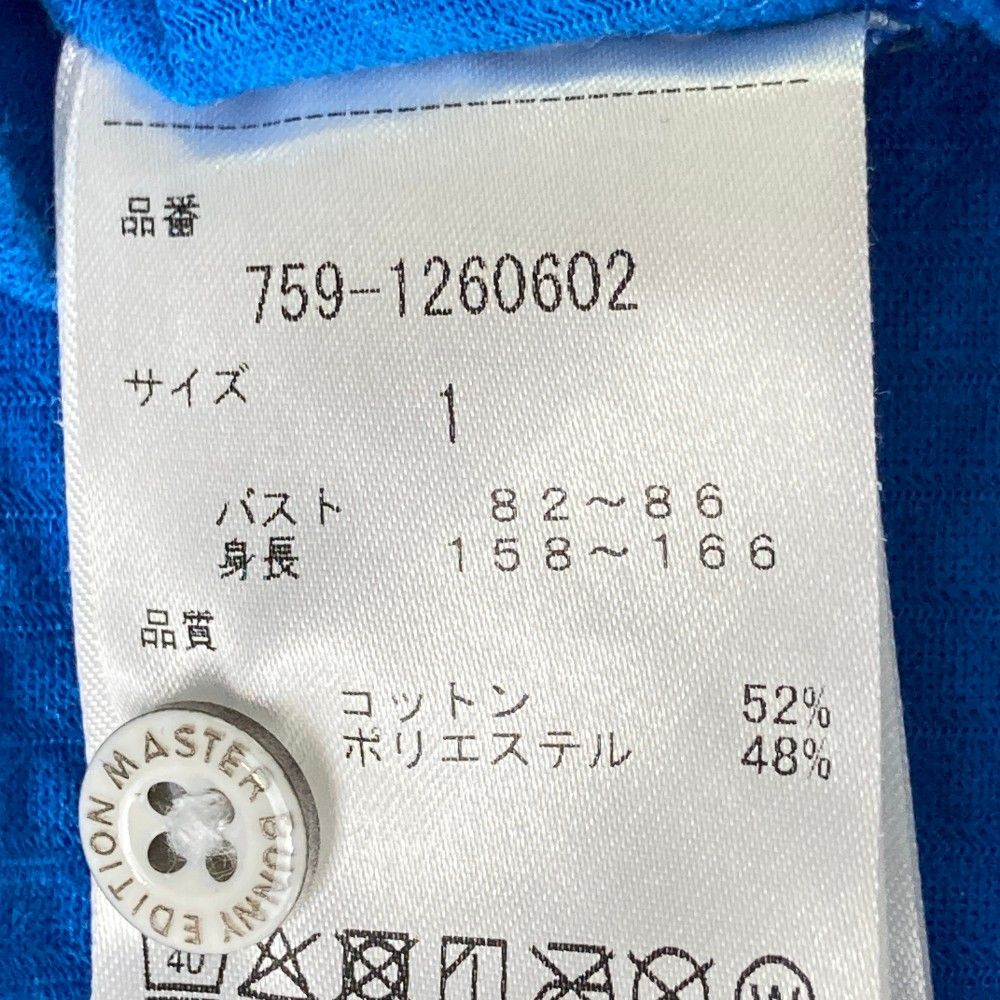 品番
759-1260602
サイズ
1
バスト 82～86
身長 158～166
品質
コットン 52%
ポリエステル 48%
MASTER BUNNY EDITION
40
W